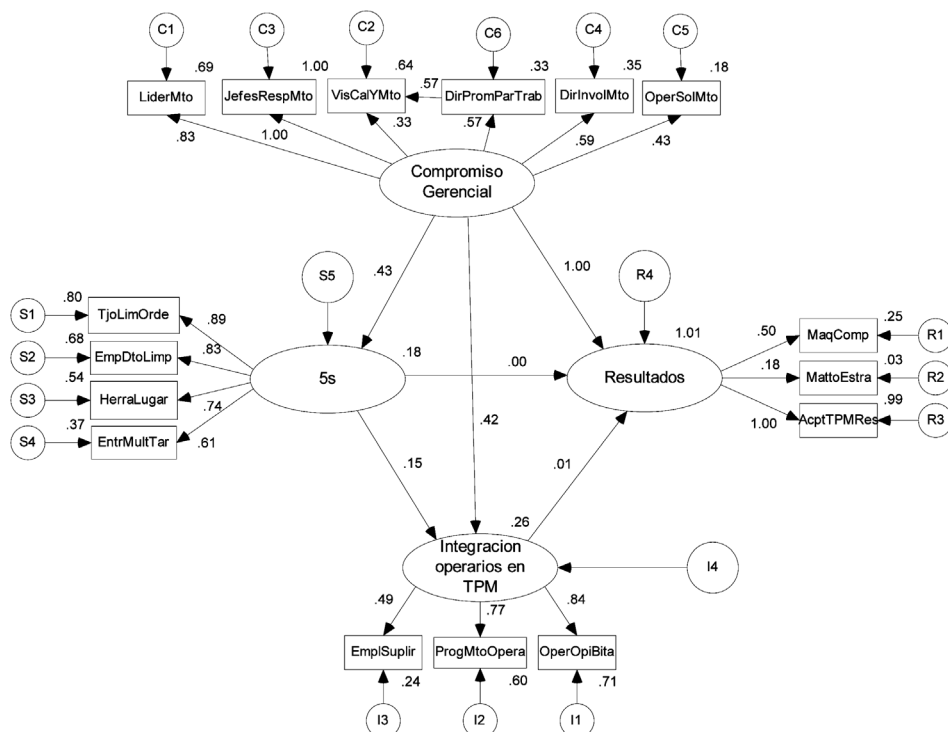 C1 C3 C2 C6 C4 C5
.69 1.00 .64 .33 .35 .18
LiderMto JefesRespMto VisCalYMto .57 DirPromParTrab DirInvolMto OperSolMto
.83 1.00 .33 .57 .59 .43
Compromiso
Gerencial
S5 .43 1.00 R4
S1 .80 TjoLimOrde .89
S2 .68 EmpDtoLimp .83
S3 .54 HerraLugar .74
S4 .37 EntrMultTar .61
5s .18 .00 .42
1.01 Resultados
.50 MaqComp .25 R1
.18 MattoEstra .03 R2
1.00 AcptTPMRes .99 R3
.15 .01
.26
Integracion
operarios en
TPM
I4
.49 .77 .84
EmplSuplir ProgMtoOpera OperOpiBita
.24 .60 .71
I3 I2 I1